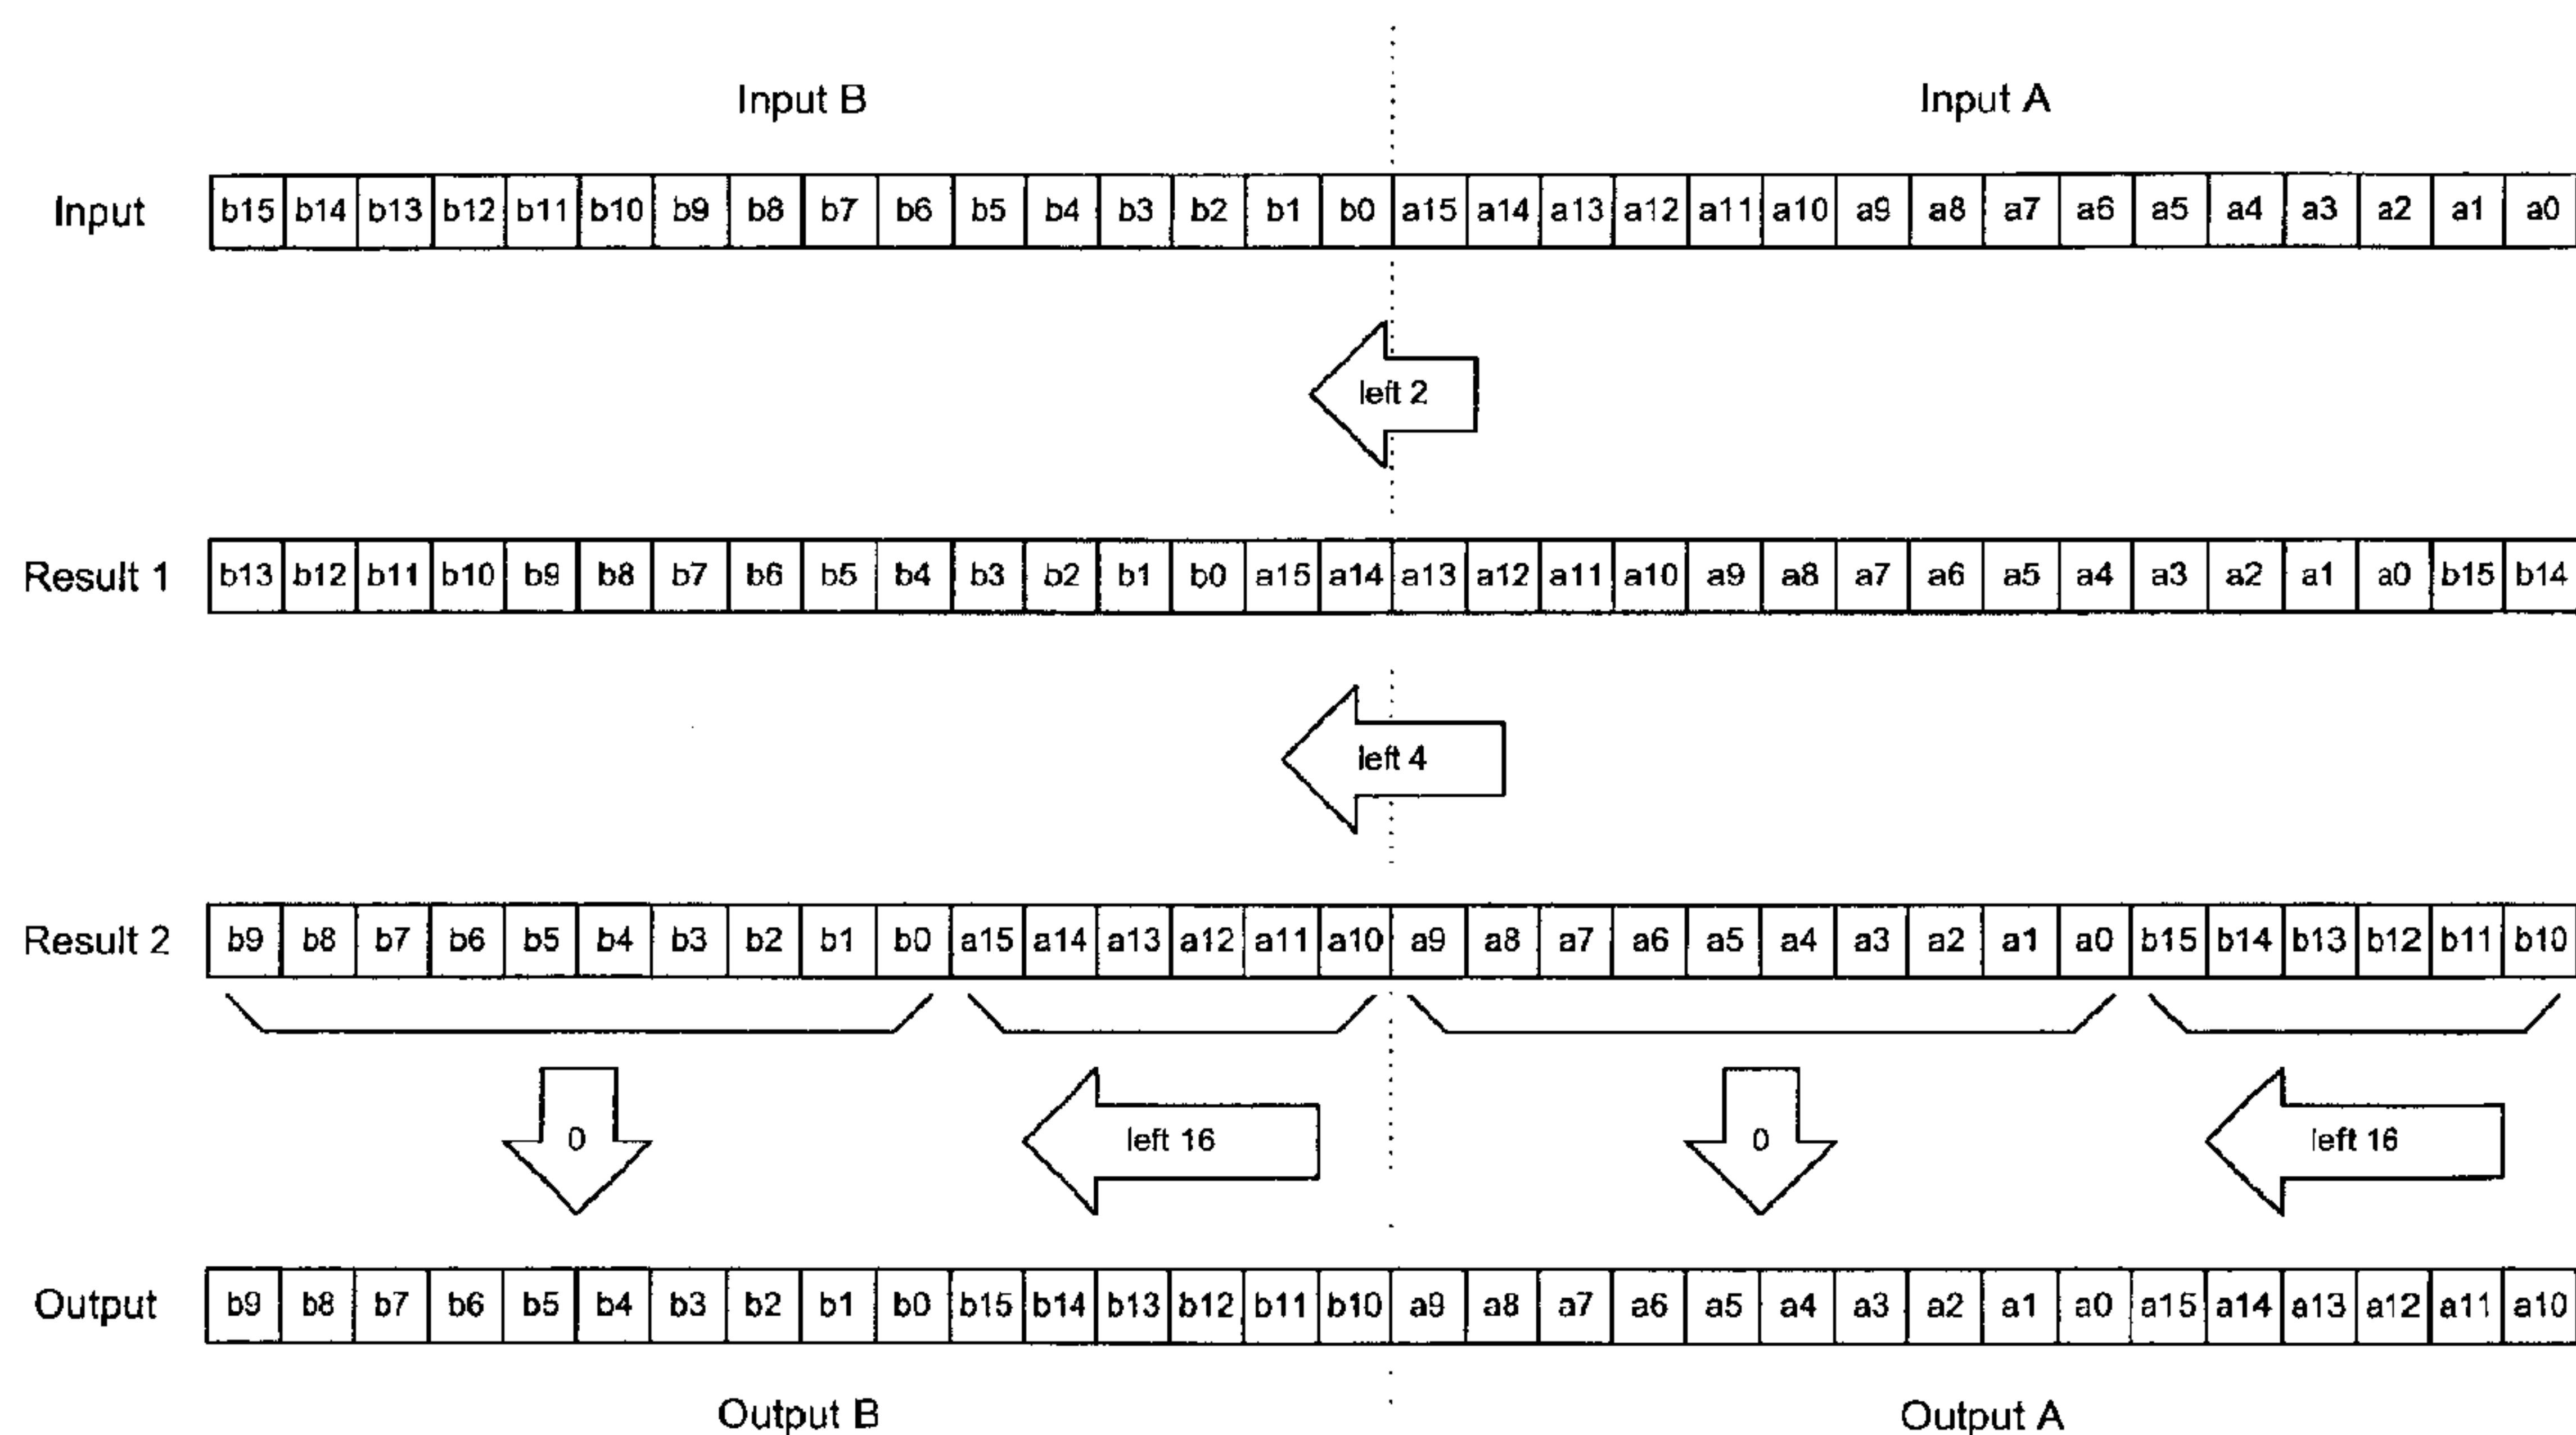 Input B Input A
Input b15 b14 b13 b12 b11 b10 b9 b8 b7 b6 b5 b4 b3 b2 b1 b0 a15 a14 a13 a12 a11 a10 a9 a8 a7 a6 a5 a4 a3 a2 a1 a0
left 2
Result 1 b13 b12 b11 b10 b9 b8 b7 b6 b5 b4 b3 b2 b1 b0 a15 a14 a13 a12 a11 a10 a9 a8 a7 a6 a5 a4 a3 a2 a1 a0 b15 b14
left 4
Result 2 b9 b8 b7 b6 b5 b4 b3 b2 b1 b0 a15 a14 a13 a12 a11 a10 a9 a8 a7 a6 a5 a4 a3 a2 a1 a0 b15 b14 b13 b12 b11 b10
0 left 16 0 left 16
Output b9 b8 b7 b6 b5 b4 b3 b2 b1 b0 b15 b14 b13 b12 b11 b10 a9 a8 a7 a6 a5 a4 a3 a2 a1 a0 a15 a14 a13 a12 a11 a10
Output B Output A